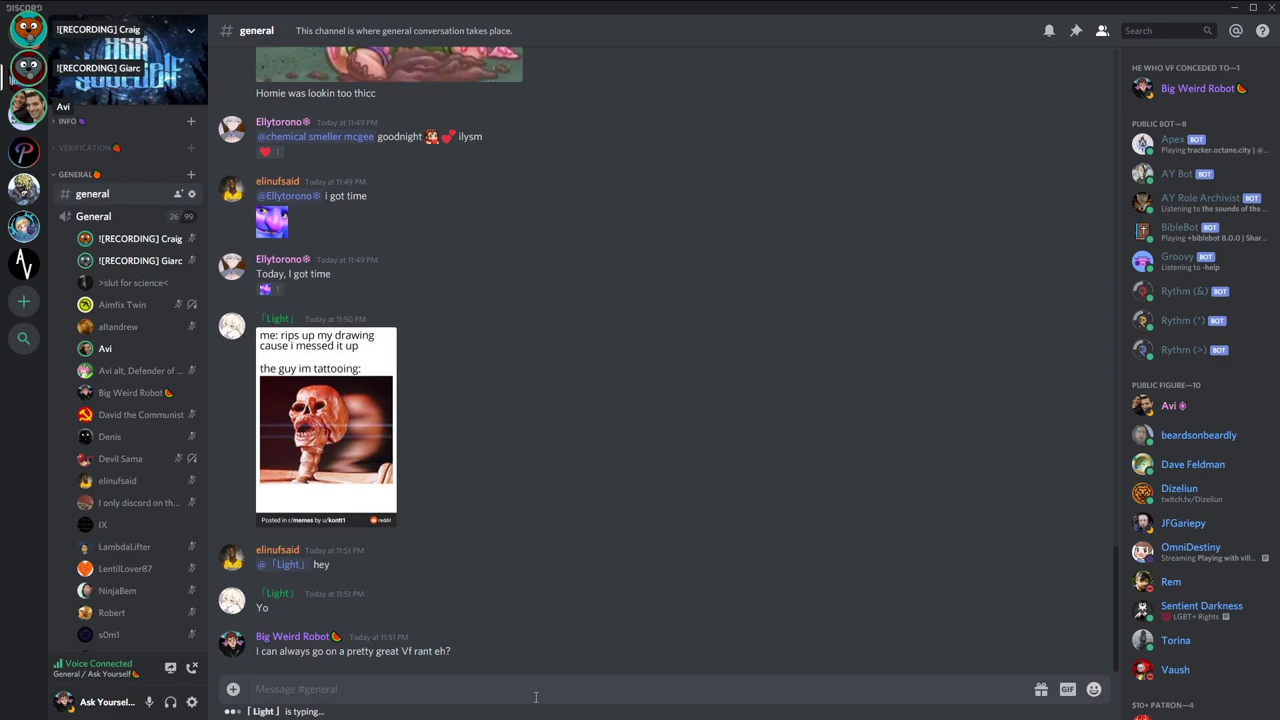 DISCORD
![RECORDING] Craig
![RECORDING] Giarc
Avi
INFO
VERIFICATION
GENERAL
general
General
26 99
![RECORDING] Craig
![RECORDING] Giarc
>slut for science<
Aimfix Twin
altandrew
Avi
Avi alt, Defender of ...
Big Weird Robot
David the Communist
Denis
Devil Sama
elinufsaid
I only discord on th...
IX
LambdaLifter
LentilLover87
NinjaBem
Robert
s0m1
Voice Connected
General / Ask Yourself
Ask Yoursel...
# general
This channel is where general conversation takes place.
Search
Homie was lookin too thicc
Ellytorono❄ Today at 11:49 PM
@chemical smeller mcgee goodnight ilysm
1
elinufsaid Today at 11:49 PM
@Ellytorono❄ i got time
Ellytorono❄ Today at 11:49 PM
Today, I got time
1
「Light」 Today at 11:50 PM
me: rips up my drawing
cause i messed it up
the guy im tattooing:
Posted in r/memes by u/kontt1
reddit
elinufsaid Today at 11:51 PM
@「Light」 hey
「Light」 Today at 11:51 PM
Yo
Big Weird Robot Today at 11:51 PM
I can always go on a pretty great Vf rant eh?
Message #general
GIF
「Light」 is typing...
HE WHO VF CONCEDED TO—1
Big Weird Robot
PUBLIC BOT—8
Apex BOT
Playing tracker.octane.city | @...
AY Bot BOT
AY Role Archivist BOT
Listening to the sounds of the ...
BibleBot BOT
Playing +biblebot 8.0.0 | Shar...
Groovy BOT
Listening to -help
Rythm (&) BOT
Rythm (*) BOT
Rythm (>) BOT
PUBLIC FIGURE—10
Avi
beardsonbeardly
Dave Feldman
Dizeliun
twitch.tv/Dizeliun
JFGariepy
OmniDestiny
Streaming Playing with vill...
Rem
Sentient Darkness
LGBT+ Rights
Torina
Vaush
$10+ PATRON—4